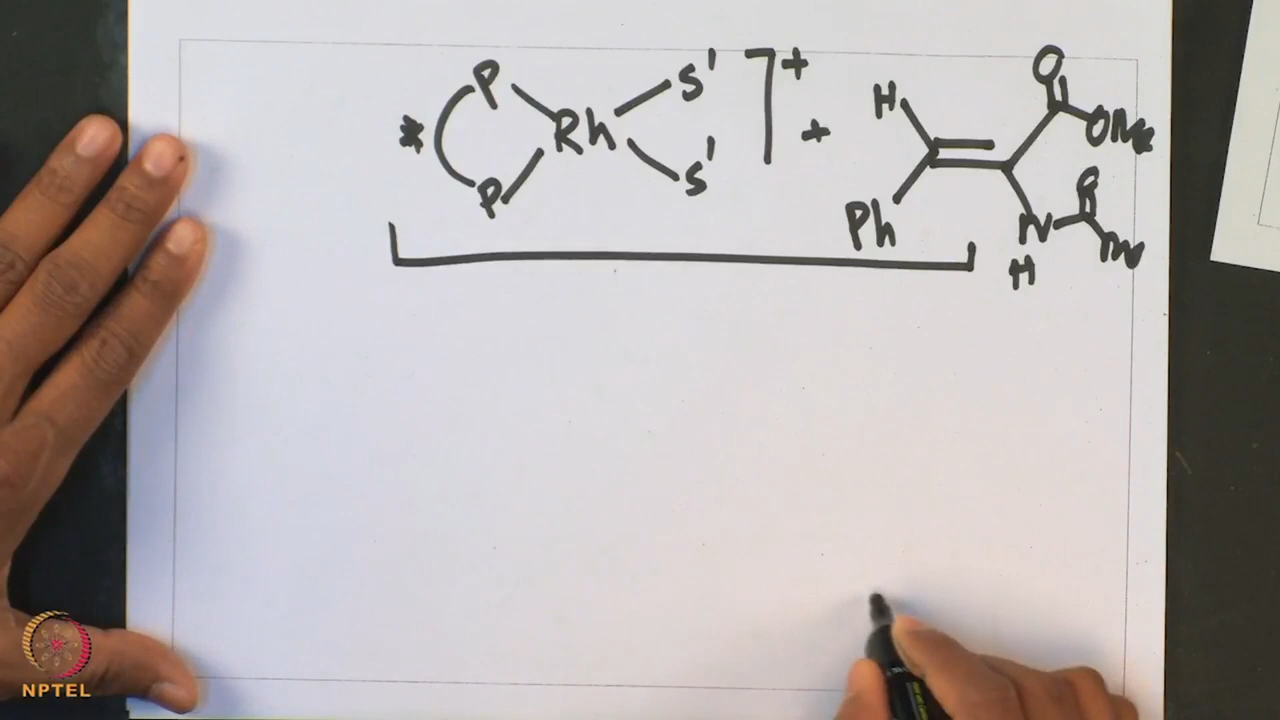 * P P Rh S' S' ]+ +
H Ph O OMe N H O Me
NPTEL